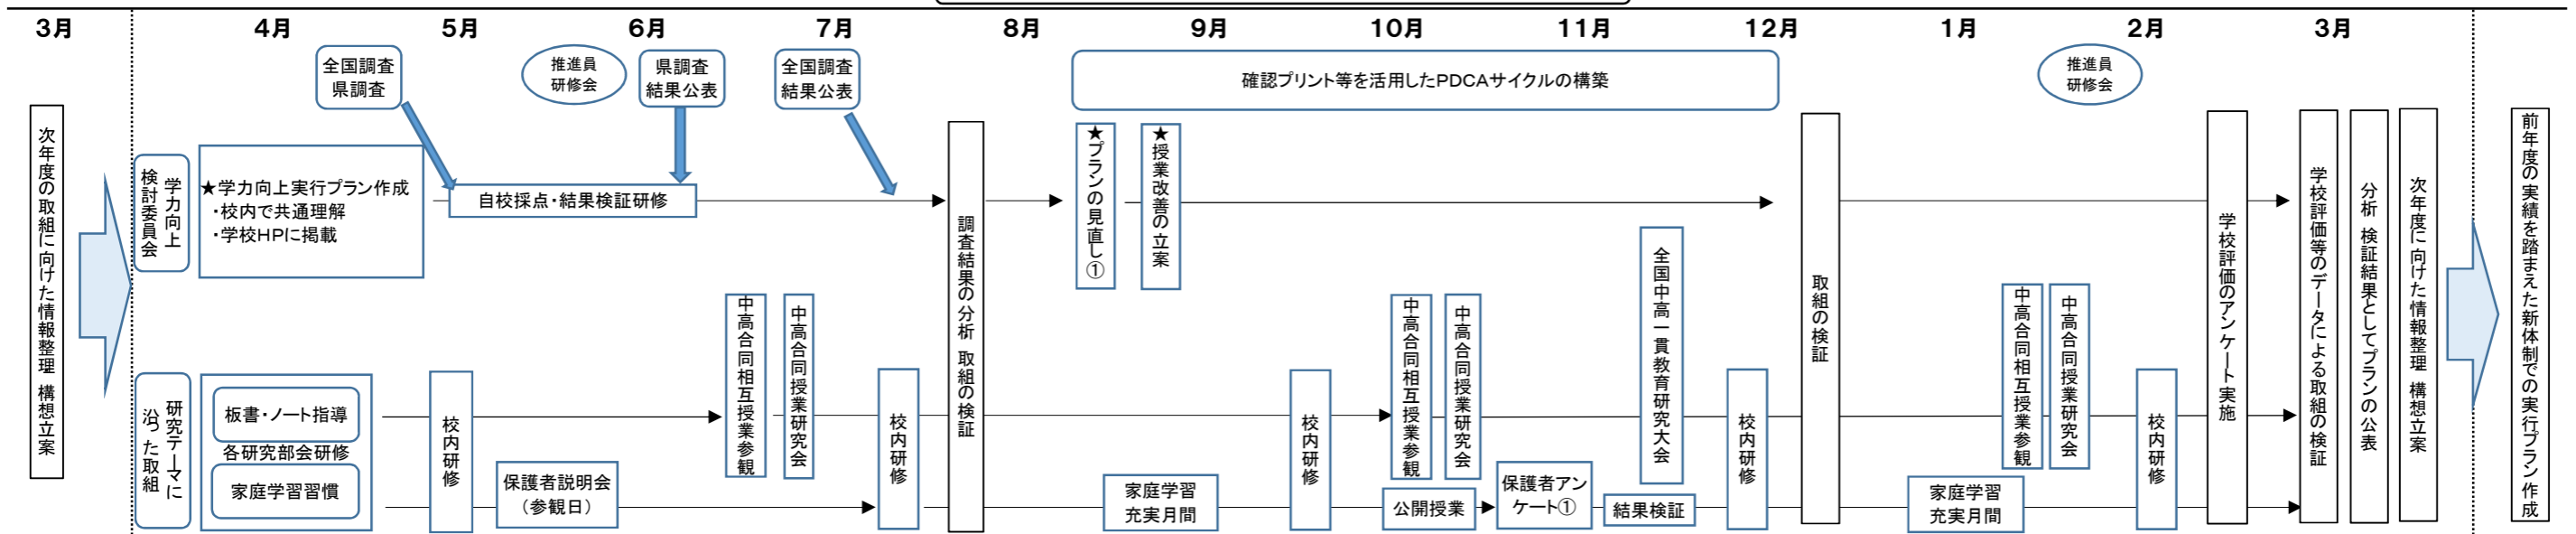 3月
4月
5月
6月
7月
8月
9月
10月
11月
12月
1月
2月
3月
全国調査
県調査
推進員
研修会
県調査
結果公表
全国調査
結果公表
確認プリント等を活用したPDCAサイクルの構築
推進員
研修会
次年度の取組に向けた情報整理 構想立案
学力向上
検討委員会
★学力向上実行プラン作成
・校内で共通理解
・学校HPに掲載
自校採点・結果検証研修
調査結果の分析 取組の検証
★プランの見直し①
★授業改善の立案
取組の検証
学校評価のアンケート実施
学校評価等のデータによる取組の検証
分析 検証結果としてプランの公表
次年度に向けた情報整理 構想立案
前年度の実績を踏まえた新体制での実行プラン作成
研究テーマに
沿った取組
板書・ノート指導
各研究部会研修
家庭学習習慣
校内研修
保護者説明会
（参観日）
中高合同相互授業参観
中高合同授業研究会
校内研修
家庭学習
充実月間
校内研修
中高合同相互授業参観
中高合同授業研究会
公開授業
保護者アン
ケート①
全国中高一貫教育研究大会
結果検証
校内研修
家庭学習
充実月間
中高合同相互授業参観
中高合同授業研究会
校内研修